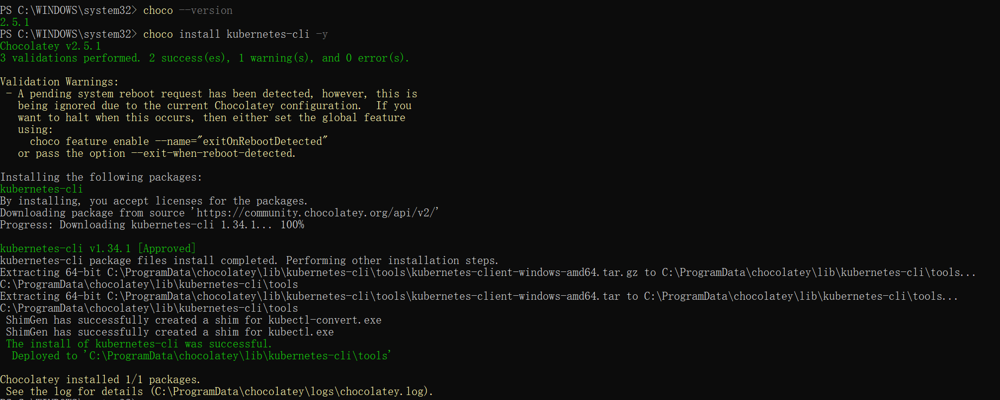 PS C:\WINDOWS\system32> choco --version
2.5.1
PS C:\WINDOWS\system32> choco install kubernetes-cli -y
Chocolatey v2.5.1
3 validations performed. 2 success(es), 1 warning(s), and 0 error(s).

Validation Warnings:
 - A pending system reboot request has been detected, however, this is
   being ignored due to the current Chocolatey configuration.  If you
   want to halt when this occurs, then either set the global feature
   using:
     choco feature enable --name="exitOnRebootDetected"
   or pass the option --exit-when-reboot-detected.

Installing the following packages:
kubernetes-cli
By installing, you accept licenses for the packages.
Downloading package from source 'https://community.chocolatey.org/api/v2/'
Progress: Downloading kubernetes-cli 1.34.1... 100%

kubernetes-cli v1.34.1 [Approved]
kubernetes-cli package files install completed. Performing other installation steps.
Extracting 64-bit C:\ProgramData\chocolatey\lib\kubernetes-cli\tools\kubernetes-client-windows-amd64.tar.gz to C:\ProgramData\chocolatey\lib\kubernetes-cli\tools...
C:\ProgramData\chocolatey\lib\kubernetes-cli\tools
Extracting 64-bit C:\ProgramData\chocolatey\lib\kubernetes-cli\tools\kubernetes-client-windows-amd64.tar to C:\ProgramData\chocolatey\lib\kubernetes-cli\tools...
C:\ProgramData\chocolatey\lib\kubernetes-cli\tools
 ShimGen has successfully created a shim for kubectl-convert.exe
 ShimGen has successfully created a shim for kubectl.exe
 The install of kubernetes-cli was successful.
  Deployed to 'C:\ProgramData\chocolatey\lib\kubernetes-cli\tools'

Chocolatey installed 1/1 packages.
 See the log for details (C:\ProgramData\chocolatey\logs\chocolatey.log).